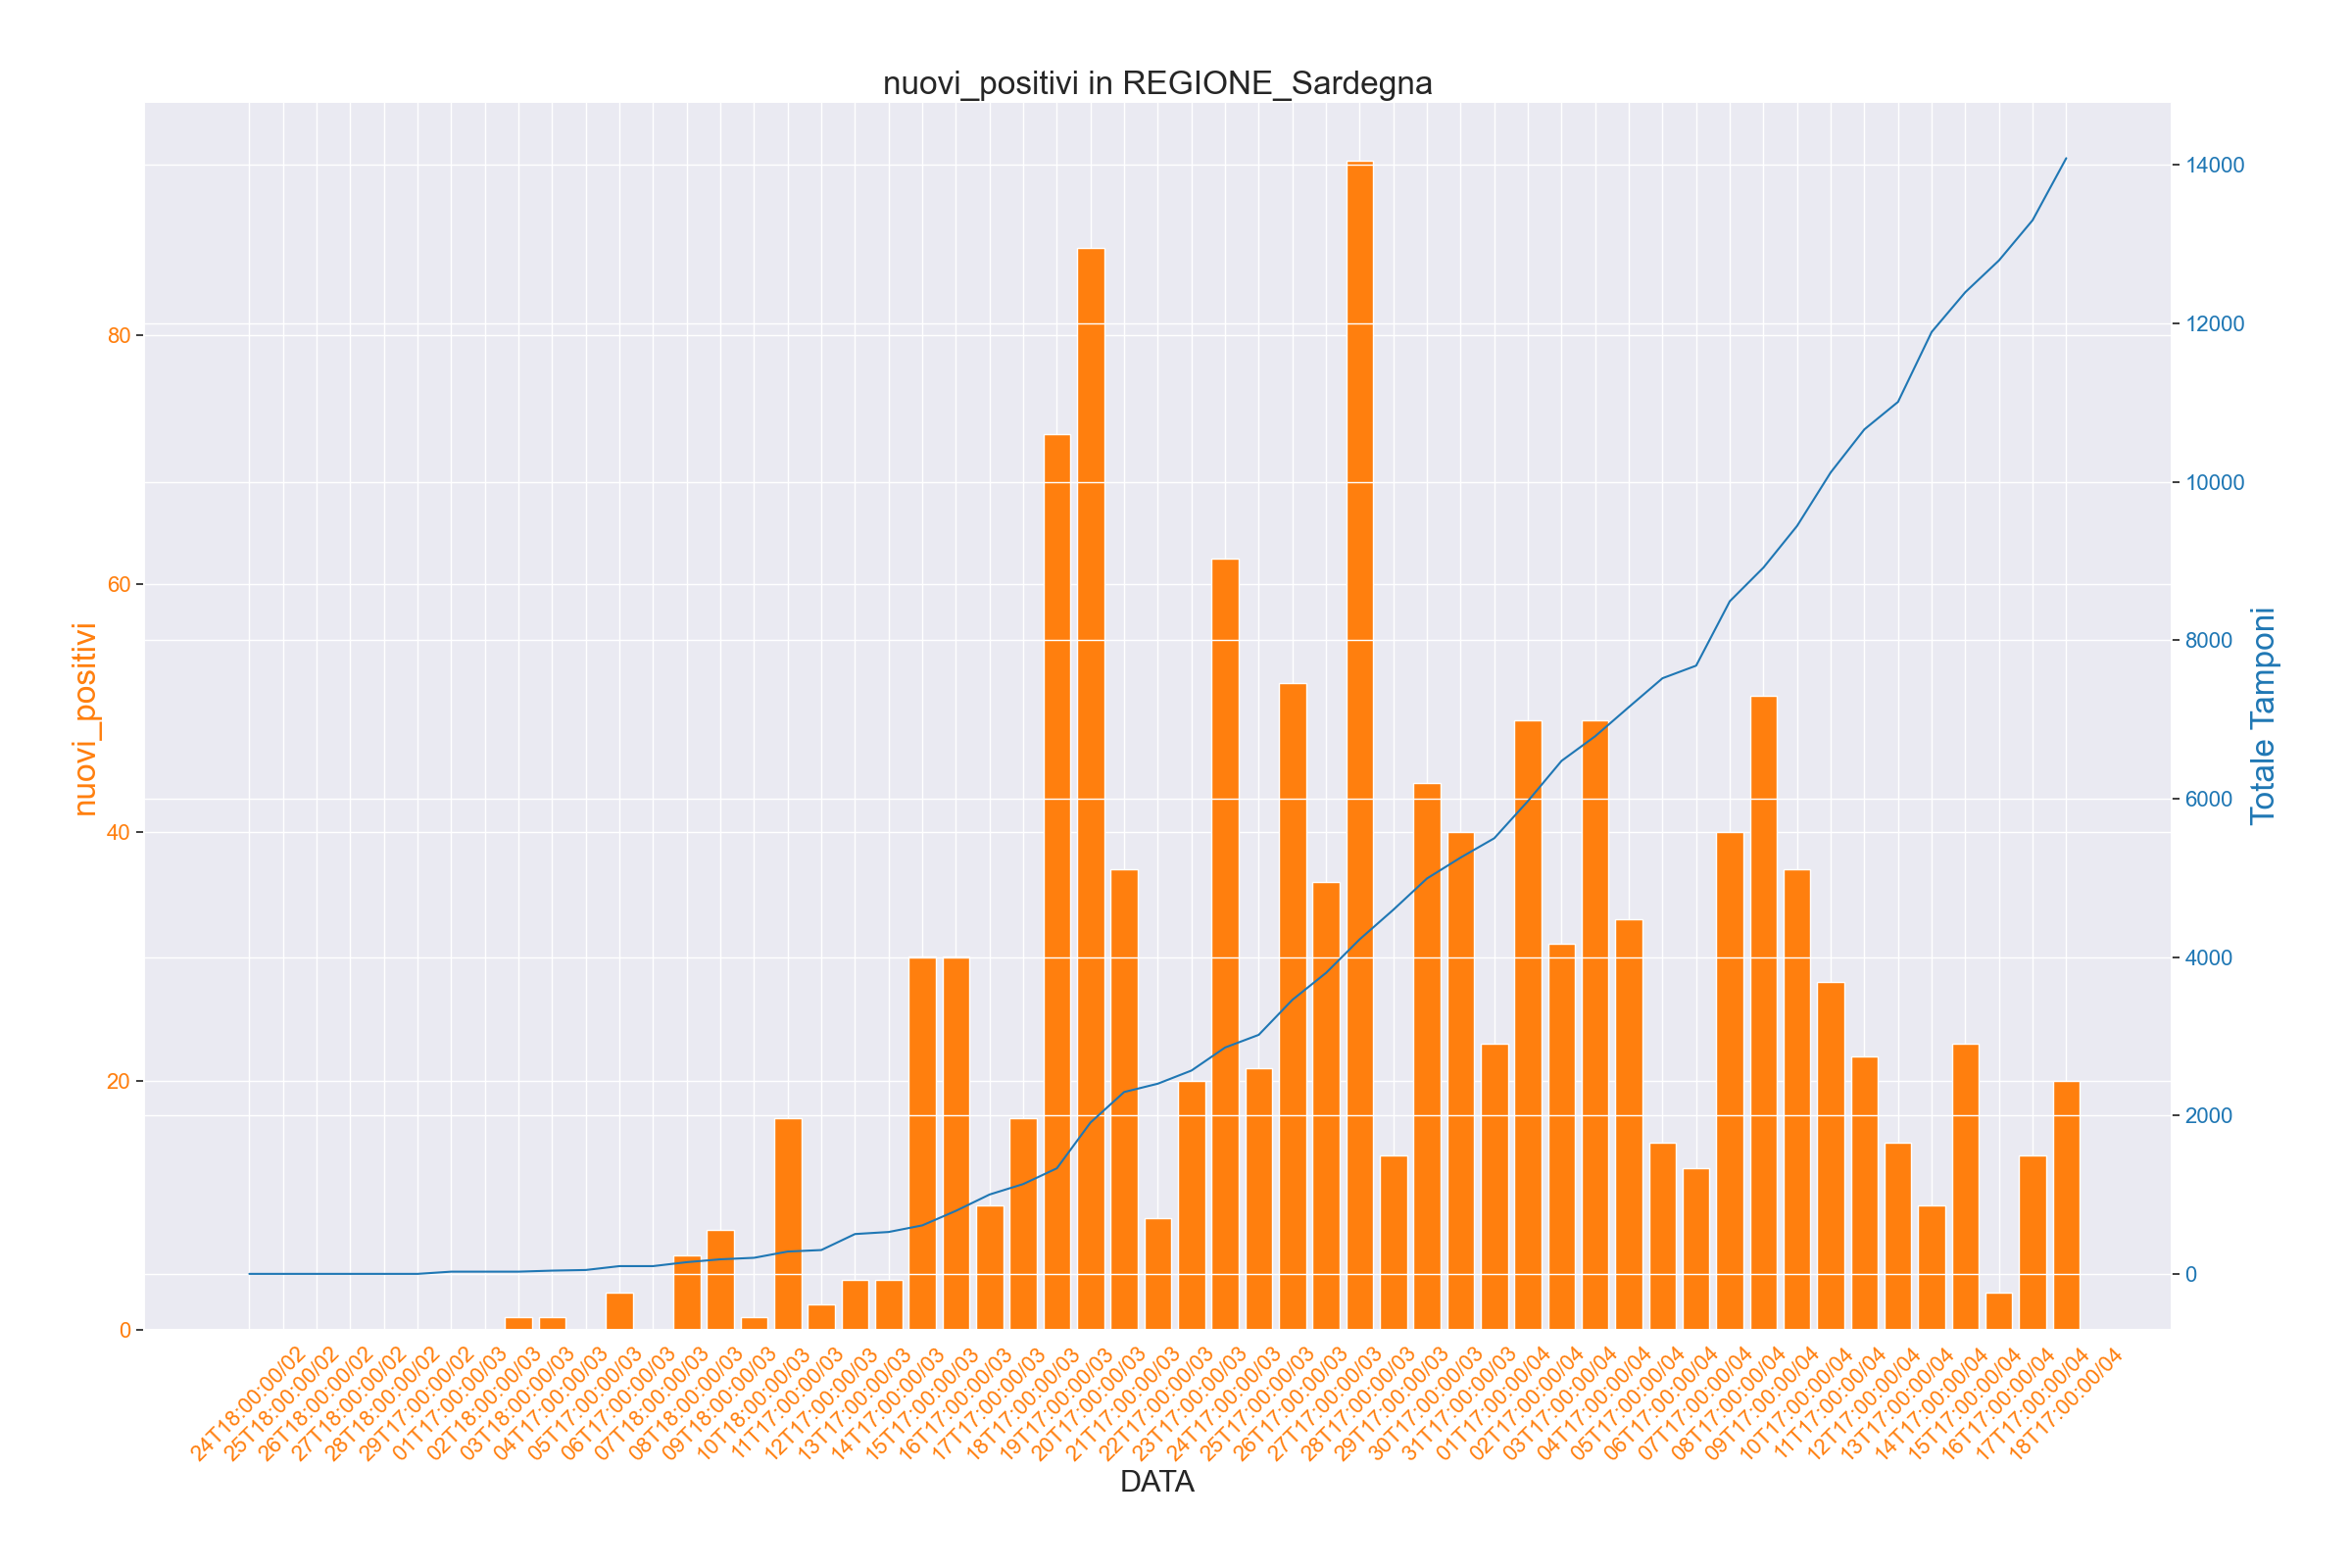 nuovi_positivi in REGIONE_Sardegna
nuovi_positivi
80
60
40
20
0
Totale Tamponi
14000
12000
10000
8000
6000
4000
2000
0
24T18:00:00/02
25T18:00:00/02
26T18:00:00/02
27T18:00:00/02
28T18:00:00/02
29T17:00:00/02
01T17:00:00/03
02T18:00:00/03
03T18:00:00/03
04T17:00:00/03
05T17:00:00/03
06T17:00:00/03
07T18:00:00/03
08T18:00:00/03
09T18:00:00/03
10T18:00:00/03
11T17:00:00/03
12T17:00:00/03
13T17:00:00/03
14T17:00:00/03
15T17:00:00/03
16T17:00:00/03
17T17:00:00/03
18T17:00:00/03
19T17:00:00/03
20T17:00:00/03
21T17:00:00/03
22T17:00:00/03
23T17:00:00/03
24T17:00:00/03
25T17:00:00/03
26T17:00:00/03
27T17:00:00/03
28T17:00:00/03
29T17:00:00/03
30T17:00:00/03
31T17:00:00/03
01T17:00:00/04
02T17:00:00/04
03T17:00:00/04
04T17:00:00/04
05T17:00:00/04
06T17:00:00/04
07T17:00:00/04
08T17:00:00/04
09T17:00:00/04
10T17:00:00/04
11T17:00:00/04
12T17:00:00/04
13T17:00:00/04
14T17:00:00/04
15T17:00:00/04
16T17:00:00/04
17T17:00:00/04
18T17:00:00/04
DATA